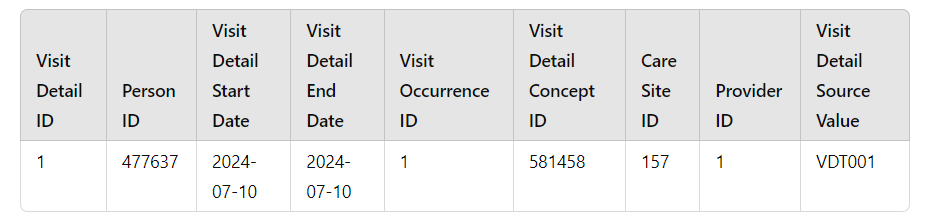 Visit Detail ID
Person ID
Visit Detail Start Date
Visit Detail End Date
Visit Occurrence ID
Visit Detail Concept ID
Care Site ID
Provider ID
Visit Detail Source Value
1
477637
2024-
07-10
2024-
07-10
1
581458
157
1
VDT001